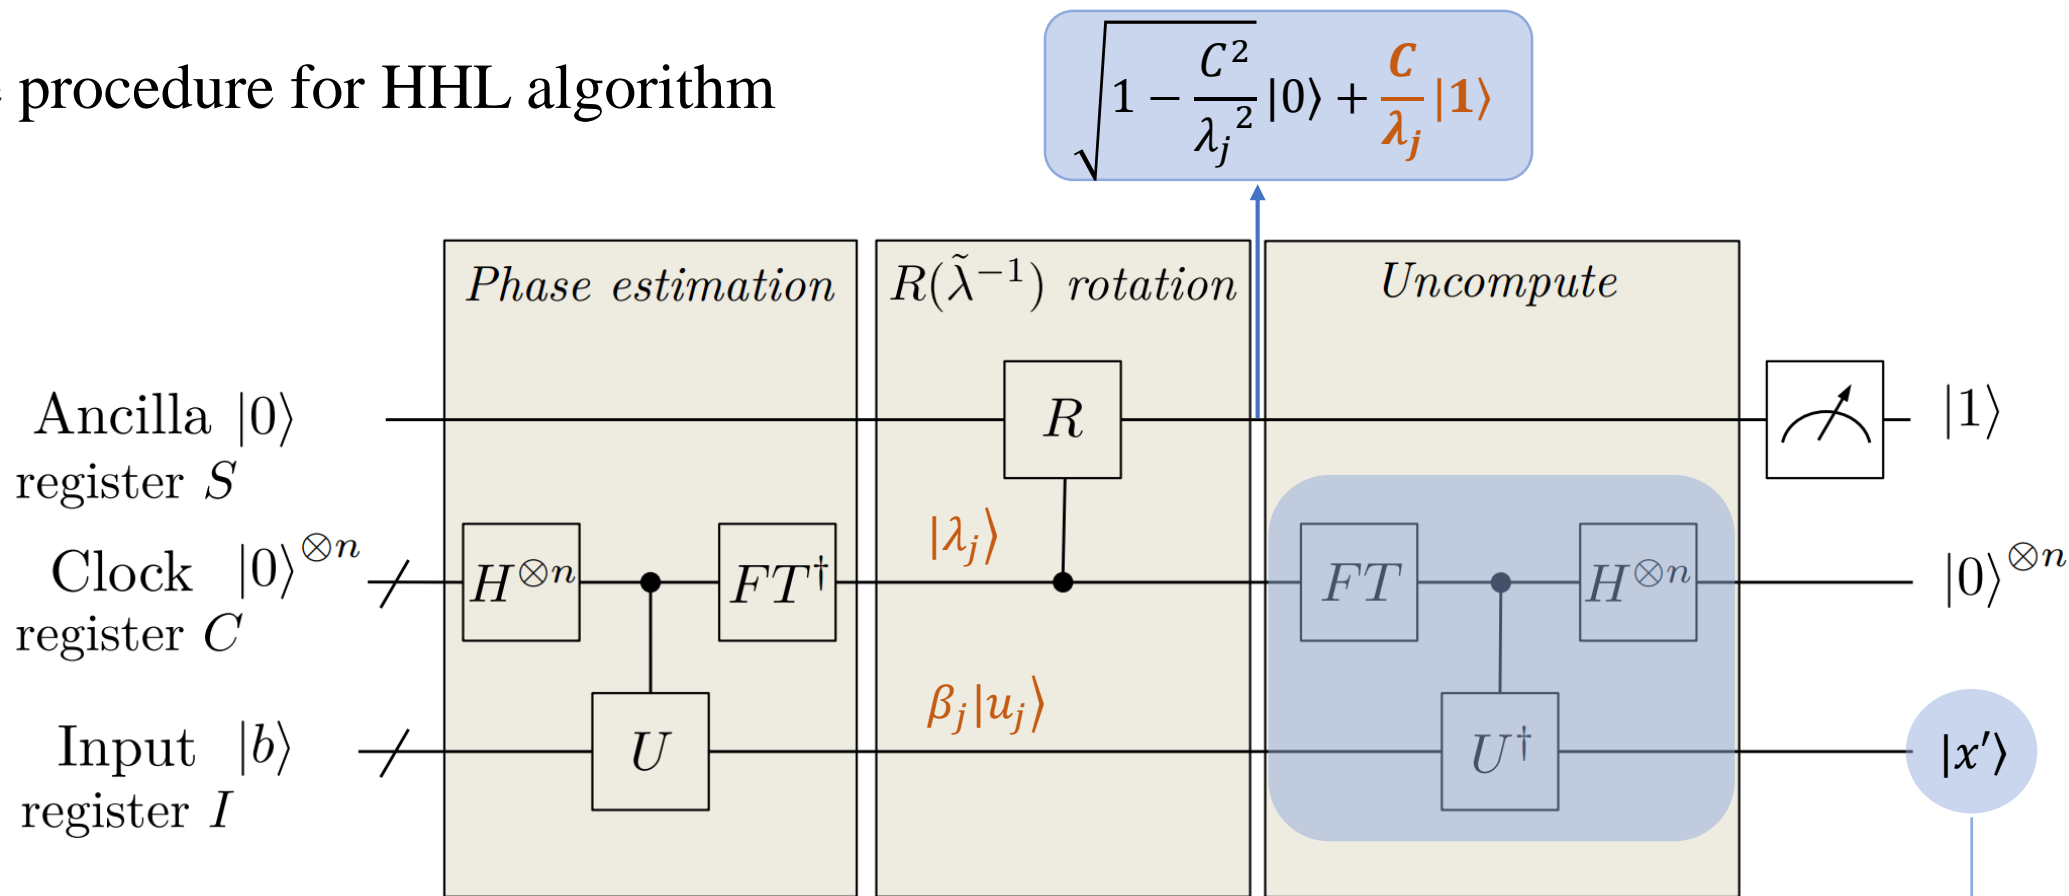 procedure for HHL algorithm
√(1 − C²/λⱼ²)|0⟩ + C/λⱼ|1⟩
Phase estimation
R(λ̃⁻¹) rotation
Uncompute
Ancilla |0⟩
register S
R
|1⟩
|λⱼ⟩
Clock |0⟩⊗n
register C
H⊗n
FT†
FT
H⊗n
|0⟩⊗n
βⱼ|uⱼ⟩
Input |b⟩
register I
U
U†
|x′⟩